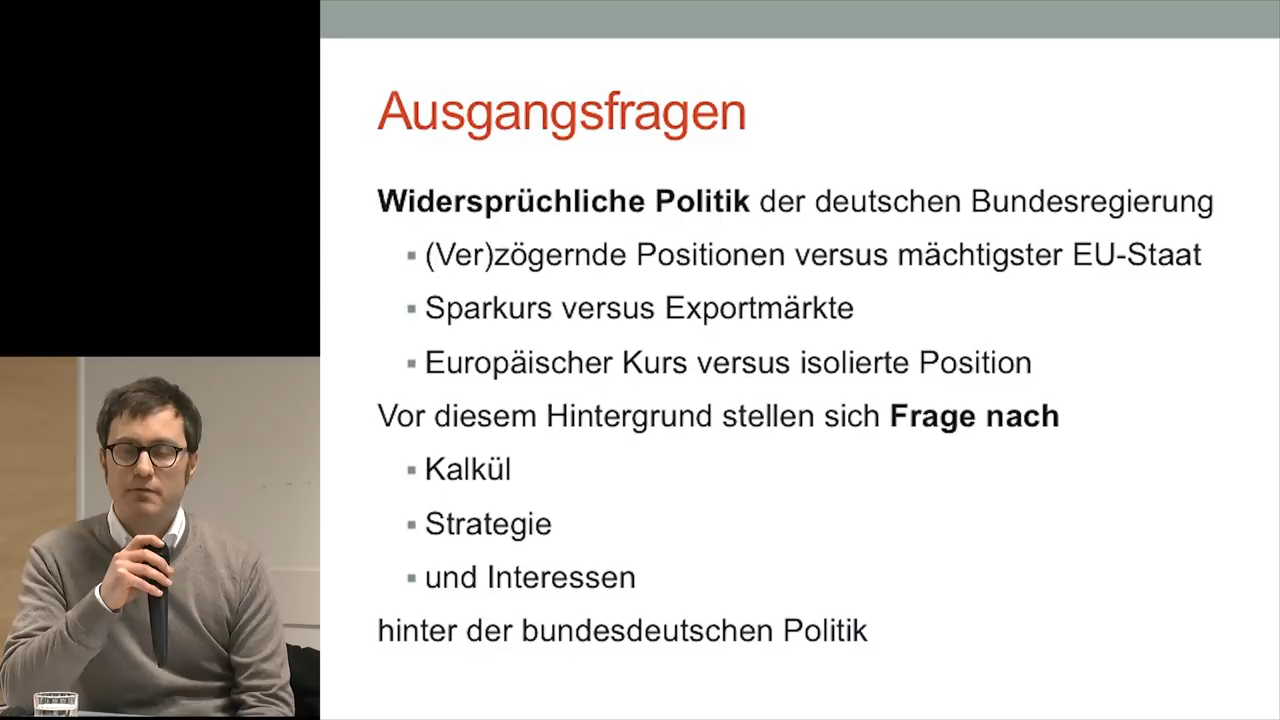 Ausgangsfragen
Widersprüchliche Politik der deutschen Bundesregierung
▪ (Ver)zögernde Positionen versus mächtigster EU-Staat
▪ Sparkurs versus Exportmärkte
▪ Europäischer Kurs versus isolierte Position
Vor diesem Hintergrund stellen sich Frage nach
▪ Kalkül
▪ Strategie
▪ und Interessen
hinter der bundesdeutschen Politik